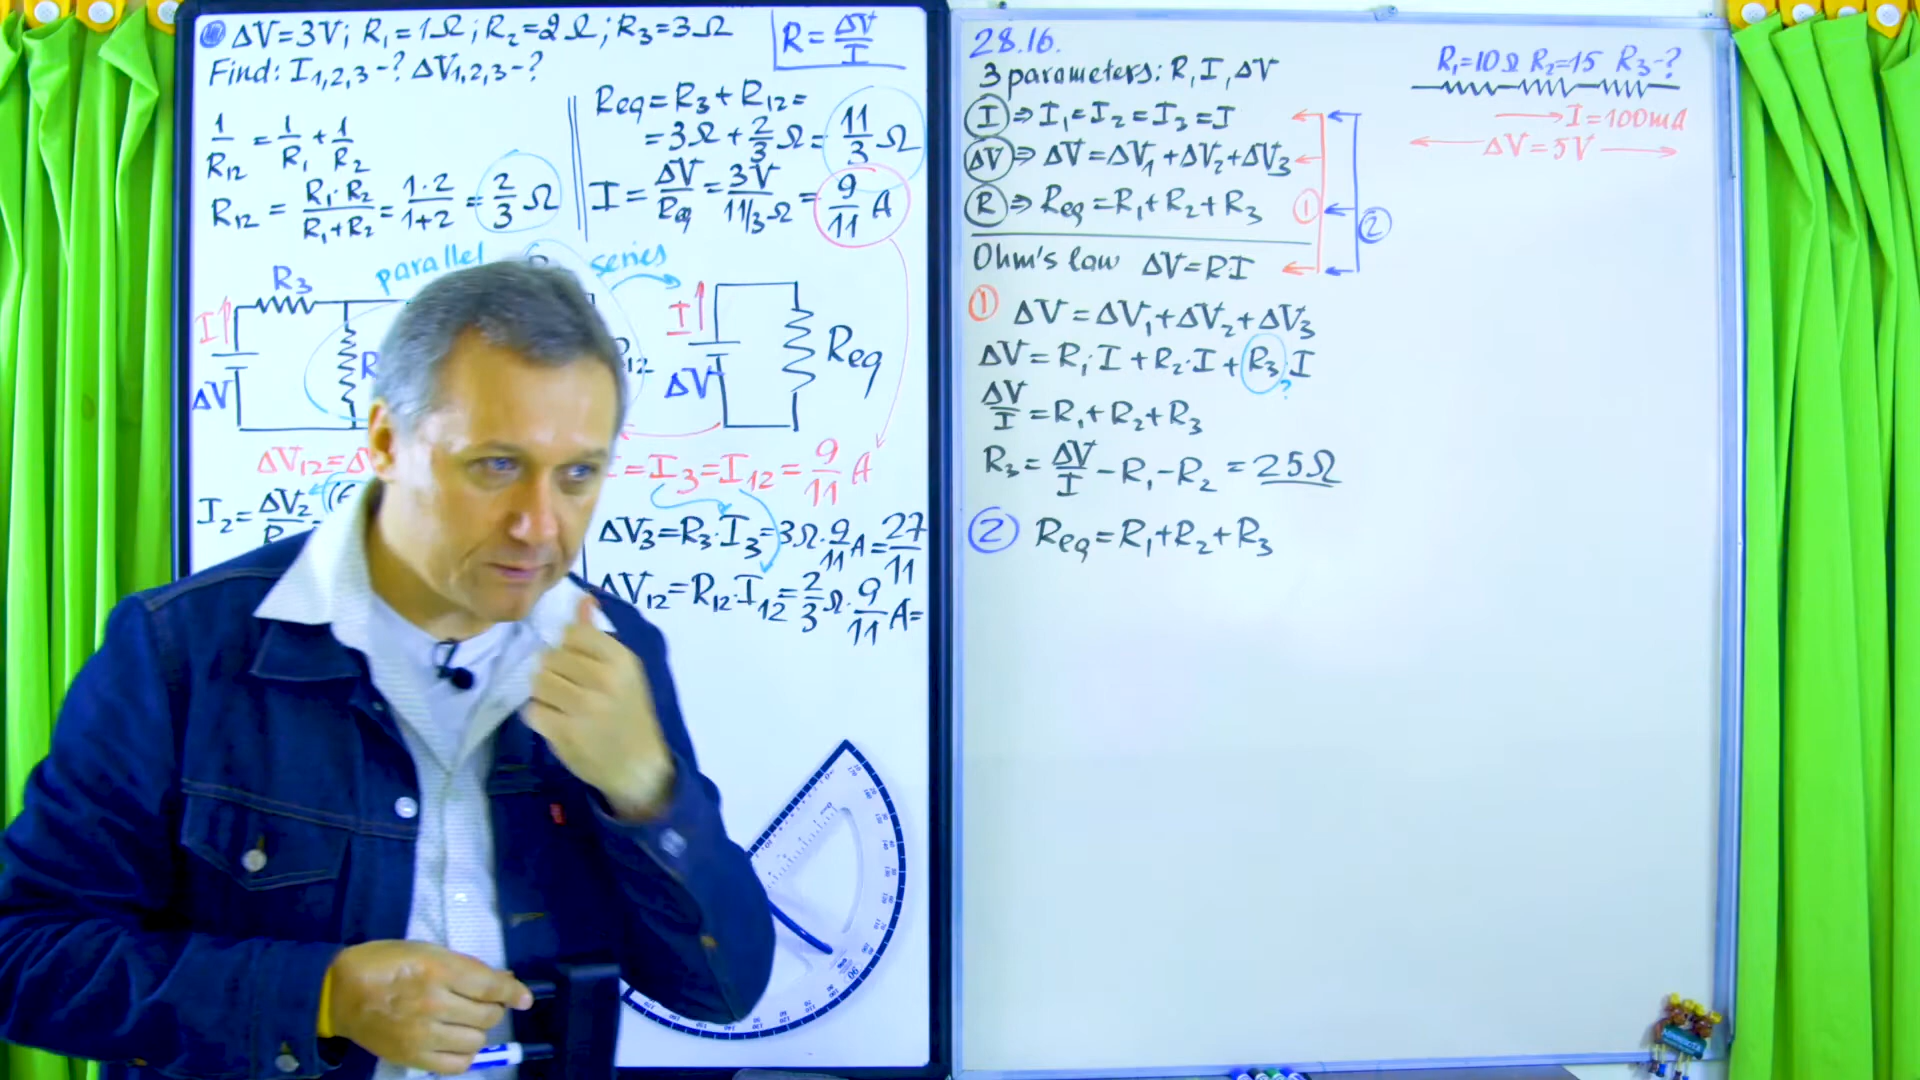 ΔV=3V; R₁=1Ω; R₂=2Ω; R₃=3Ω
Find: I₁,₂,₃-? ΔV₁,₂,₃-?
R=ΔV/I
1/R₁₂ = 1/R₁ + 1/R₂
R₁₂ = R₁·R₂/R₁+R₂ = 1·2/1+2 = 2/3 Ω
Req=R₃+R₁₂=
=3Ω+2/3Ω=11/3 Ω
I=ΔV/Req=3V/11/3 Ω=9/11 A
parallel
series
R₃
I
ΔV
I
ΔV
Req
=I₃=I₁₂=9/11 A
I₂=ΔV₂
ΔV₃=R₃·I₃=3Ω·9/11A=27/11
ΔV₁₂=R₁₂·I₁₂=2/3Ω·9/11A=
28.16.
3 parameters: R, I, ΔV
I ⇒ I₁=I₂=I₃=I
ΔV ⇒ ΔV=ΔV₁+ΔV₂+ΔV₃
R ⇒ Req=R₁+R₂+R₃
1
2
Ohm's law ΔV=RI
R₁=10Ω R₂=15 R₃-?
I=100mA
ΔV=5V
1 ΔV=ΔV₁+ΔV₂+ΔV₃
ΔV=R₁·I+R₂·I+R₃·I
?
ΔV/I=R₁+R₂+R₃
R₃=ΔV/I-R₁-R₂=25Ω
2 Req=R₁+R₂+R₃